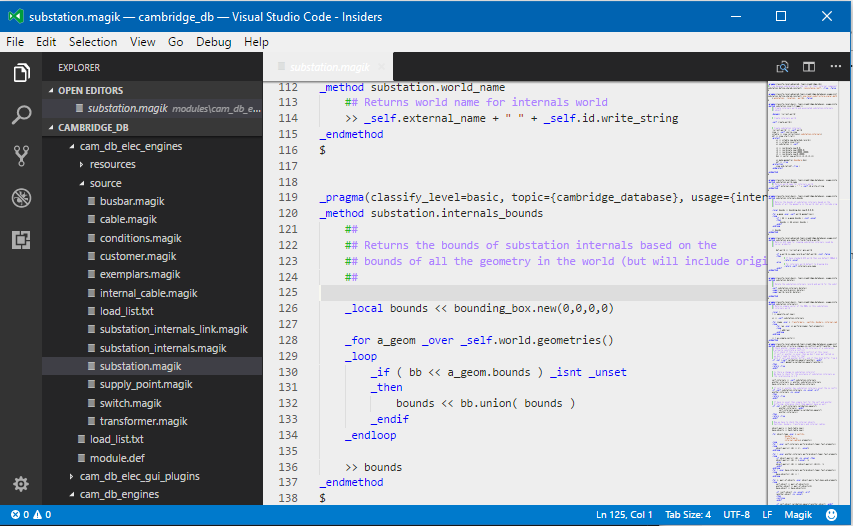 substation.magik — cambridge_db — Visual Studio Code - Insiders
File Edit Selection View Go Debug Help
EXPLORER
substation.magik
OPEN EDITORS
substation.magik modules\cam_db_e...
CAMBRIDGE_DB
cam_db_elec_engines
resources
source
busbar.magik
cable.magik
conditions.magik
customer.magik
exemplars.magik
internal_cable.magik
load_list.txt
substation_internals_link.magik
substation_internals.magik
substation.magik
supply_point.magik
switch.magik
transformer.magik
load_list.txt
module.def
cam_db_elec_gui_plugins
cam_db_engines
112 _method substation.world_name
113 ## Returns world name for internals world
114 >> _self.external_name + " " + _self.id.write_string
115 _endmethod
116 $
117
118
119 _pragma(classify_level=basic, topic={cambridge_database}, usage={inter
120 _method substation.internals_bounds
121 ##
122 ## Returns the bounds of substation internals based on the
123 ## bounds of all the geometry in the world (but will include origi
124 ##
125
126 _local bounds << bounding_box.new(0,0,0,0)
127
128 _for a_geom _over _self.world.geometries()
129 _loop
130 _if ( bb << a_geom.bounds ) _isnt _unset
131 _then
132 bounds << bb.union( bounds )
133 _endif
134 _endloop
135
136 >> bounds
137 _endmethod
138 $
0 0 Ln 125, Col 1 Tab Size: 4 UTF-8 LF Magik